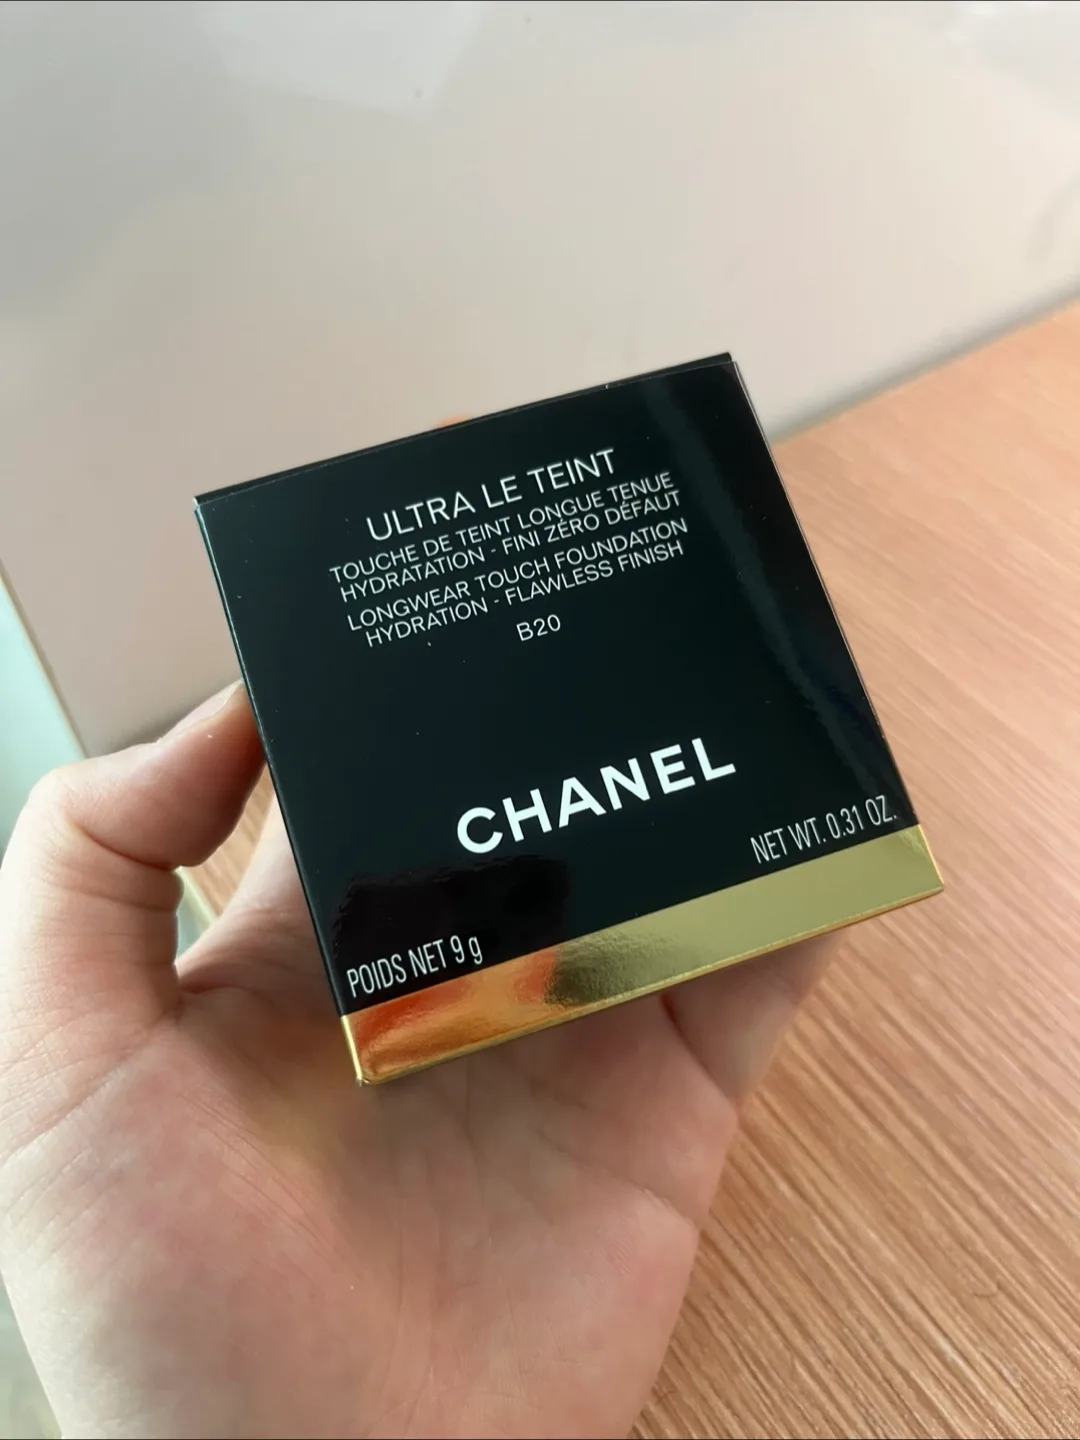 ULTRA LE TEINT
TOUCHE DE TEINT LONGUE TENUE
HYDRATATION - FINI ZÉRO DÉFAUT
LONGWEAR TOUCH FOUNDATION
HYDRATION - FLAWLESS FINISH
B20
CHANEL
POIDS NET 9 g
NET WT. 0.31 OZ.